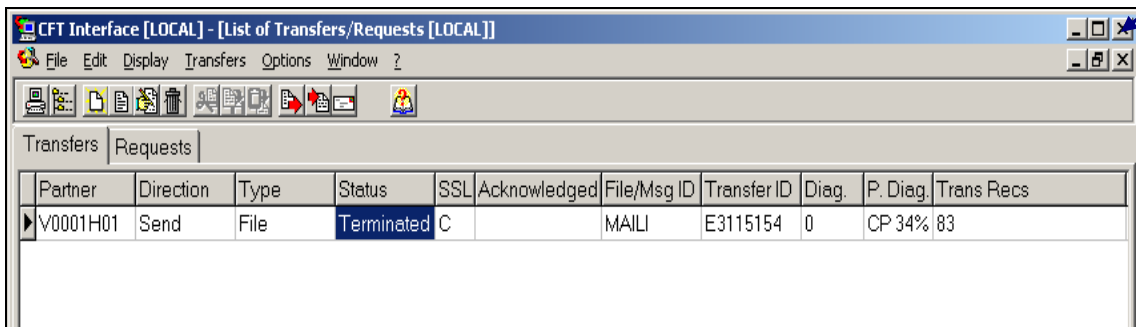 CFT Interface [LOCAL] - [List of Transfers/Requests [LOCAL]]
File Edit Display Transfers Options Window ?
Transfers Requests
Partner Direction Type Status SSL Acknowledged File/Msg ID Transfer ID Diag. P. Diag. Trans Recs
V0001H01 Send File Terminated C MAILI E3115154 0 CP 34% 83